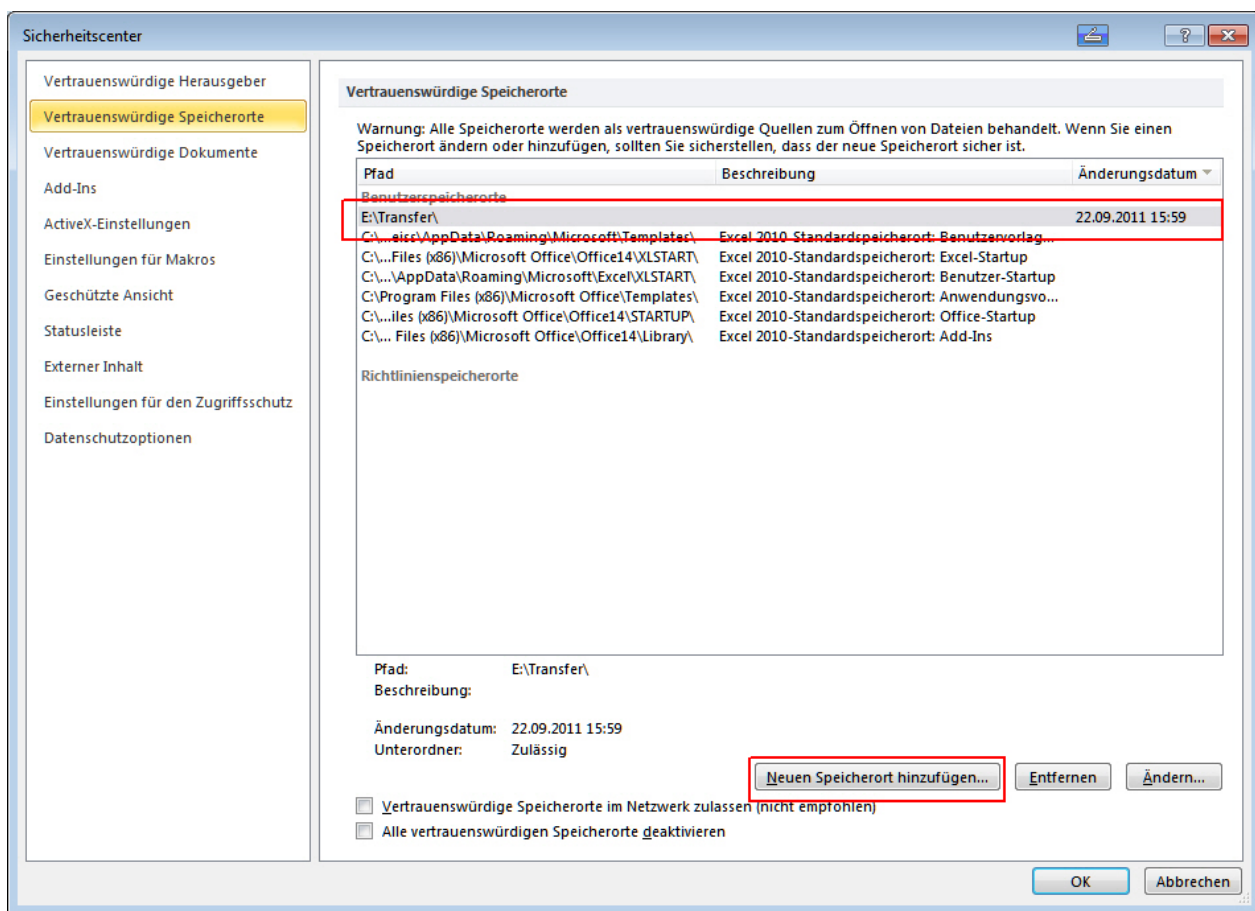 Sicherheitscenter
Vertrauenswürdige Herausgeber
Vertrauenswürdige Speicherorte
Vertrauenswürdige Dokumente
Add-Ins
ActiveX-Einstellungen
Einstellungen für Makros
Geschützte Ansicht
Statusleiste
Externer Inhalt
Einstellungen für den Zugriffsschutz
Datenschutzoptionen
Vertrauenswürdige Speicherorte
Warnung: Alle Speicherorte werden als vertrauenswürdige Quellen zum Öffnen von Dateien behandelt. Wenn Sie einen
Speicherort ändern oder hinzufügen, sollten Sie sicherstellen, dass der neue Speicherort sicher ist.
Pfad Beschreibung Änderungsdatum
Benutzerspeicherorte
E:\Transfer\ 22.09.2011 15:59
C:\...eiss\AppData\Roaming\Microsoft\Templates\ Excel 2010-Standardspeicherort: Benutzervorlag...
C:\...Files (x86)\Microsoft Office\Office14\XLSTART\ Excel 2010-Standardspeicherort: Excel-Startup
C:\...\AppData\Roaming\Microsoft\Excel\XLSTART\ Excel 2010-Standardspeicherort: Benutzer-Startup
C:\Program Files (x86)\Microsoft Office\Templates\ Excel 2010-Standardspeicherort: Anwendungsvo...
C:\...iles (x86)\Microsoft Office\Office14\STARTUP\ Excel 2010-Standardspeicherort: Office-Startup
C:\... Files (x86)\Microsoft Office\Office14\Library\ Excel 2010-Standardspeicherort: Add-Ins
Richtlinienspeicherorte
Pfad: E:\Transfer\
Beschreibung:
Änderungsdatum: 22.09.2011 15:59
Unterordner: Zulässig
Neuen Speicherort hinzufügen... Entfernen Ändern...
Vertrauenswürdige Speicherorte im Netzwerk zulassen (nicht empfohlen)
Alle vertrauenswürdigen Speicherorte deaktivieren
OK Abbrechen